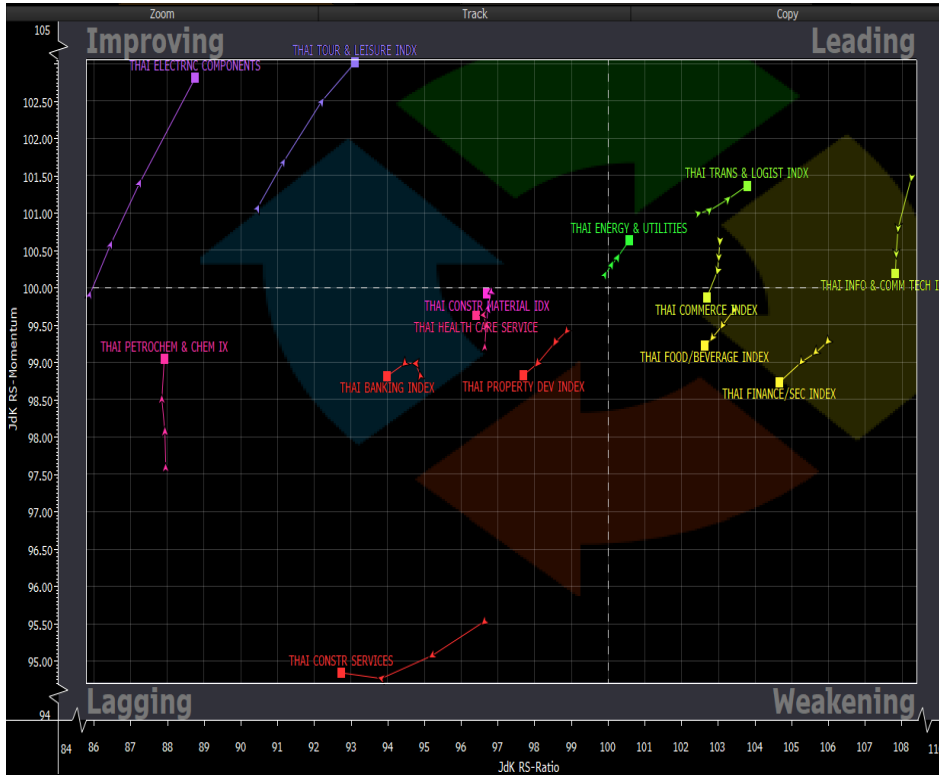 Zoom Track Copy
105
Improving Leading
THAI TOUR & LEISURE INDX
THAI ELECTRNC COMPONENTS
102.50
102.00
101.50
THAI TRANS & LOGIST INDX
101.00
THAI ENERGY & UTILITIES
100.50
100.00
THAI INFO & COMM TECH I
THAI CONSTR MATERIAL IDX
THAI COMMERCE INDEX
99.50
THAI HEALTH CARE SERVICE
THAI PETROCHEM & CHEM IX
THAI FOOD/BEVERAGE INDEX
99.00
THAI BANKING INDEX
THAI PROPERTY DEV INDEX
THAI FINANCE/SEC INDEX
98.50
98.00
97.50
97.00
96.50
96.00
95.50
THAI CONSTR SERVICES
95.00
JdK RS-Momentum
Lagging Weakening
94
84 86 87 88 89 90 91 92 93 94 95 96 97 98 99 100 101 102 103 104 105 106 107 108 11
JdK RS-Ratio